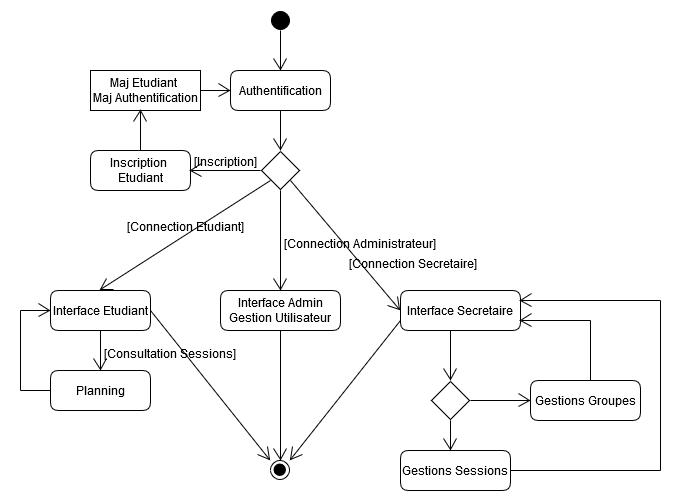 Maj Etudiant
Maj Authentification
Authentification
Inscription
Etudiant
[Inscription]
[Connection Etudiant]
[Connection Administrateur]
[Connection Secretaire]
Interface Etudiant
Interface Admin
Gestion Utilisateur
Interface Secretaire
[Consultation Sessions]
Planning
Gestions Groupes
Gestions Sessions